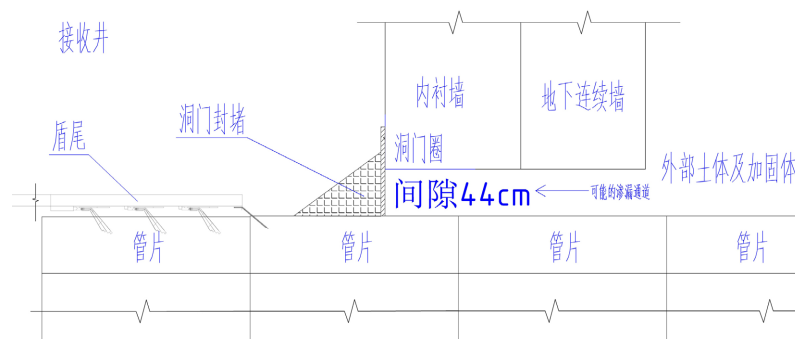 接收井
内衬墙
地下连续墙
洞门封堵
盾尾
洞门圈
外部土体及加固体
间隙44cm
可能的渗漏通道
管片
管片
管片
管片